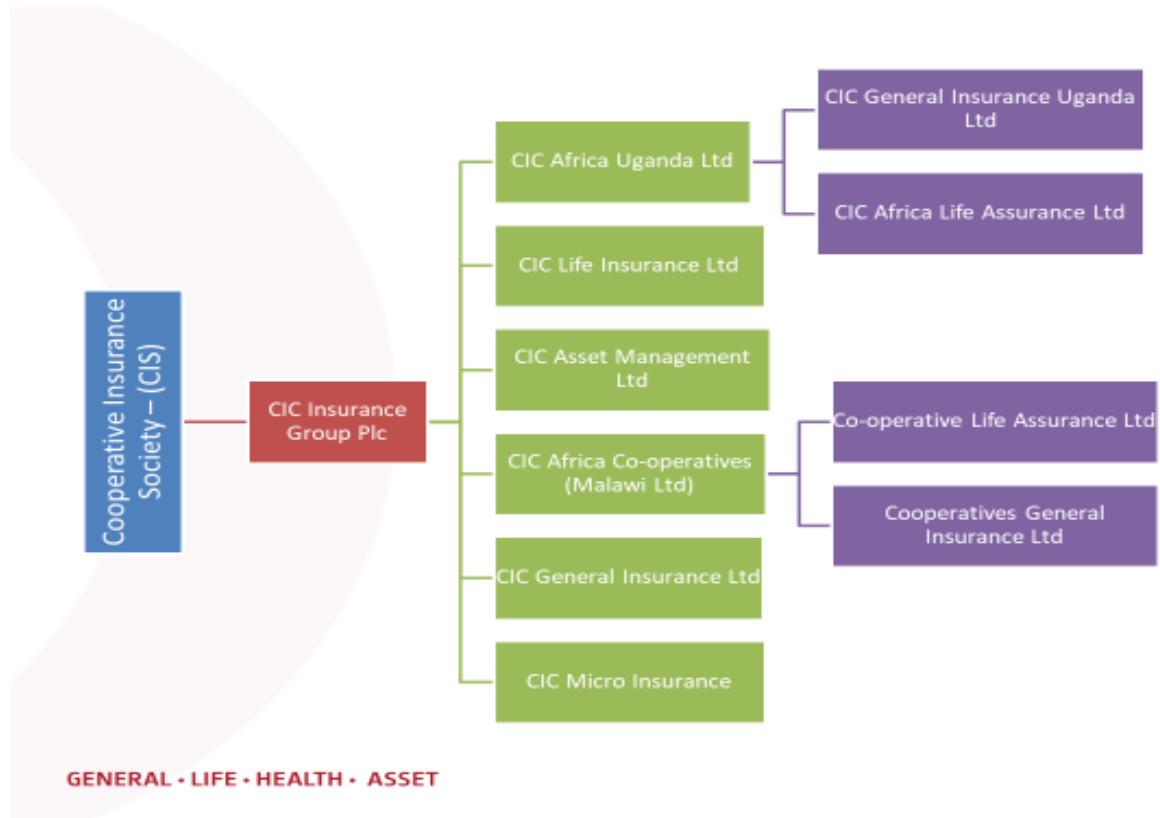 Cooperative Insurance
Society – (CIS)
CIC Insurance
Group Plc
CIC Africa Uganda Ltd
CIC General Insurance Uganda
Ltd
CIC Africa Life Assurance Ltd
CIC Life Insurance Ltd
CIC Asset Management
Ltd
CIC Africa Co-operatives
(Malawi Ltd)
Co-operative Life Assurance Ltd
Cooperatives General
Insurance Ltd
CIC General Insurance Ltd
CIC Micro Insurance
GENERAL • LIFE • HEALTH • ASSET